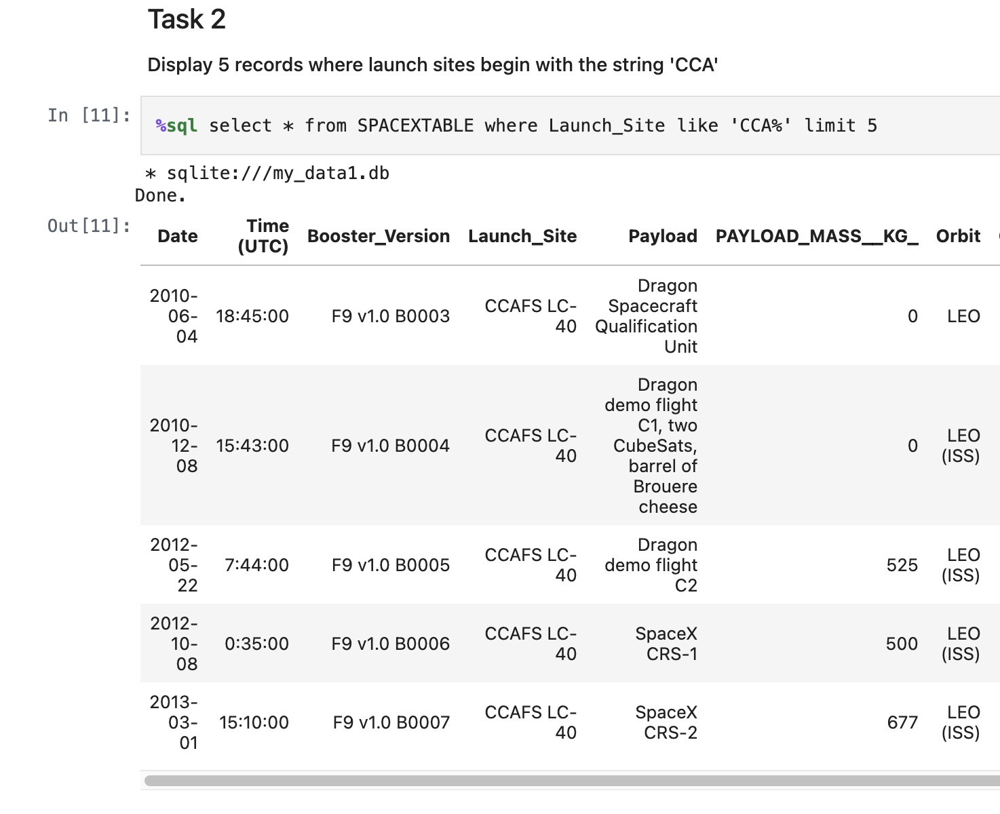 Task 2
Display 5 records where launch sites begin with the string 'CCA'
In [11]:
%sql select * from SPACEXTABLE where Launch_Site like 'CCA%' limit 5
* sqlite:///my_data1.db
Done.
Out[11]:
Date Time (UTC) Booster_Version Launch_Site Payload PAYLOAD_MASS__KG_ Orbit
2010-06-04 18:45:00 F9 v1.0 B0003 CCAFS LC-40 Dragon Spacecraft Qualification Unit 0 LEO
2010-12-08 15:43:00 F9 v1.0 B0004 CCAFS LC-40 Dragon demo flight C1, two CubeSats, barrel of Brouere cheese 0 LEO (ISS)
2012-05-22 7:44:00 F9 v1.0 B0005 CCAFS LC-40 Dragon demo flight C2 525 LEO (ISS)
2012-10-08 0:35:00 F9 v1.0 B0006 CCAFS LC-40 SpaceX CRS-1 500 LEO (ISS)
2013-03-01 15:10:00 F9 v1.0 B0007 CCAFS LC-40 SpaceX CRS-2 677 LEO (ISS)